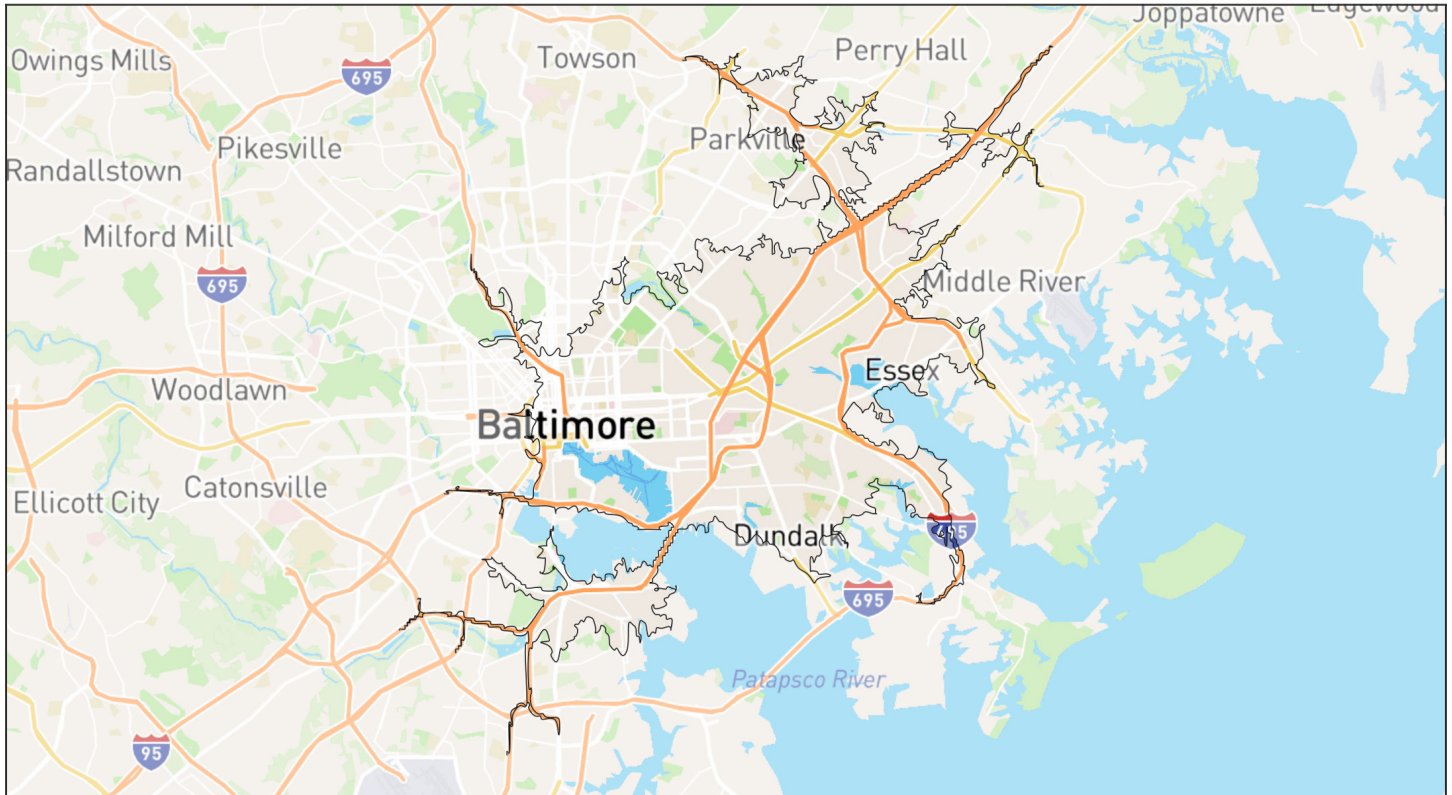 Joppatowne
Edgewood
Owings Mills
Towson
Perry Hall
695
Parkville
Pikesville
Randallstown
Milford Mill
695
Middle River
Essex
Woodlawn
Baltimore
Catonsville
Ellicott City
Dundalk
695
695
Patapsco River
95